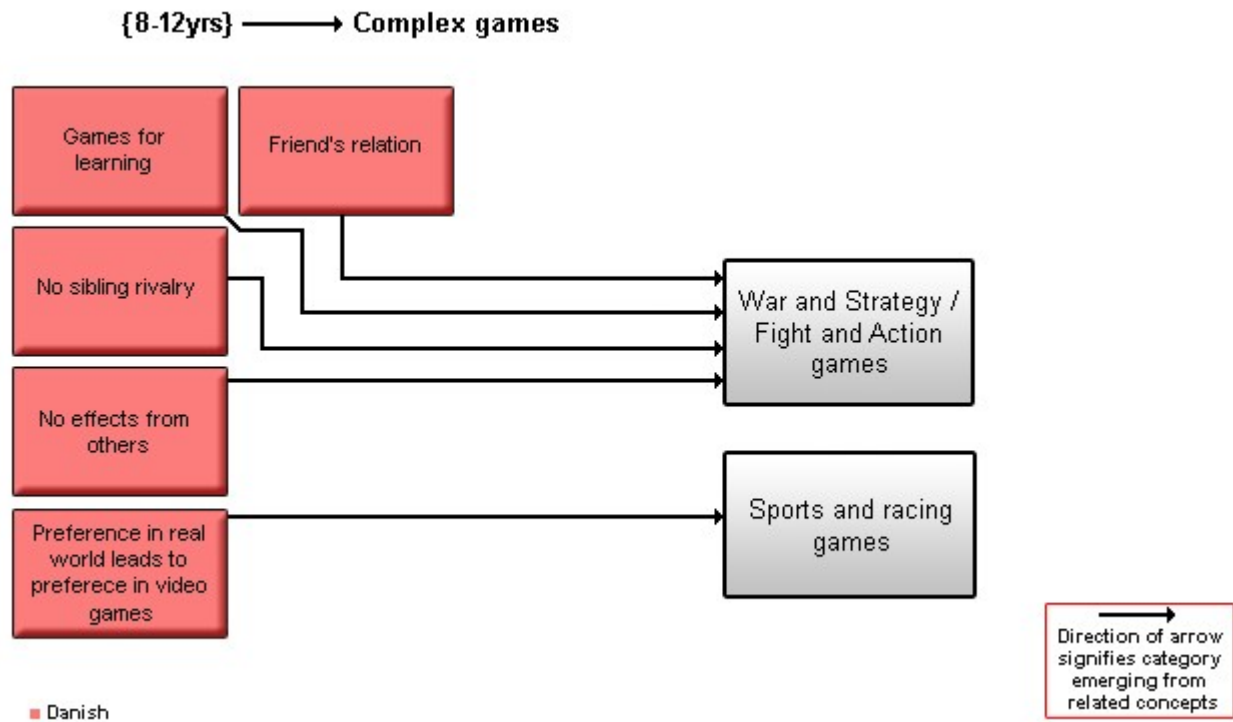 {8-12yrs} ⟶ Complex games
Games for
learning
Friend's relation
No sibling rivalry
No effects from
others
Preference in real
world leads to
preferece in video
games
War and Strategy /
Fight and Action
games
Sports and racing
games
Direction of arrow
signifies category
emerging from
related concepts
Danish